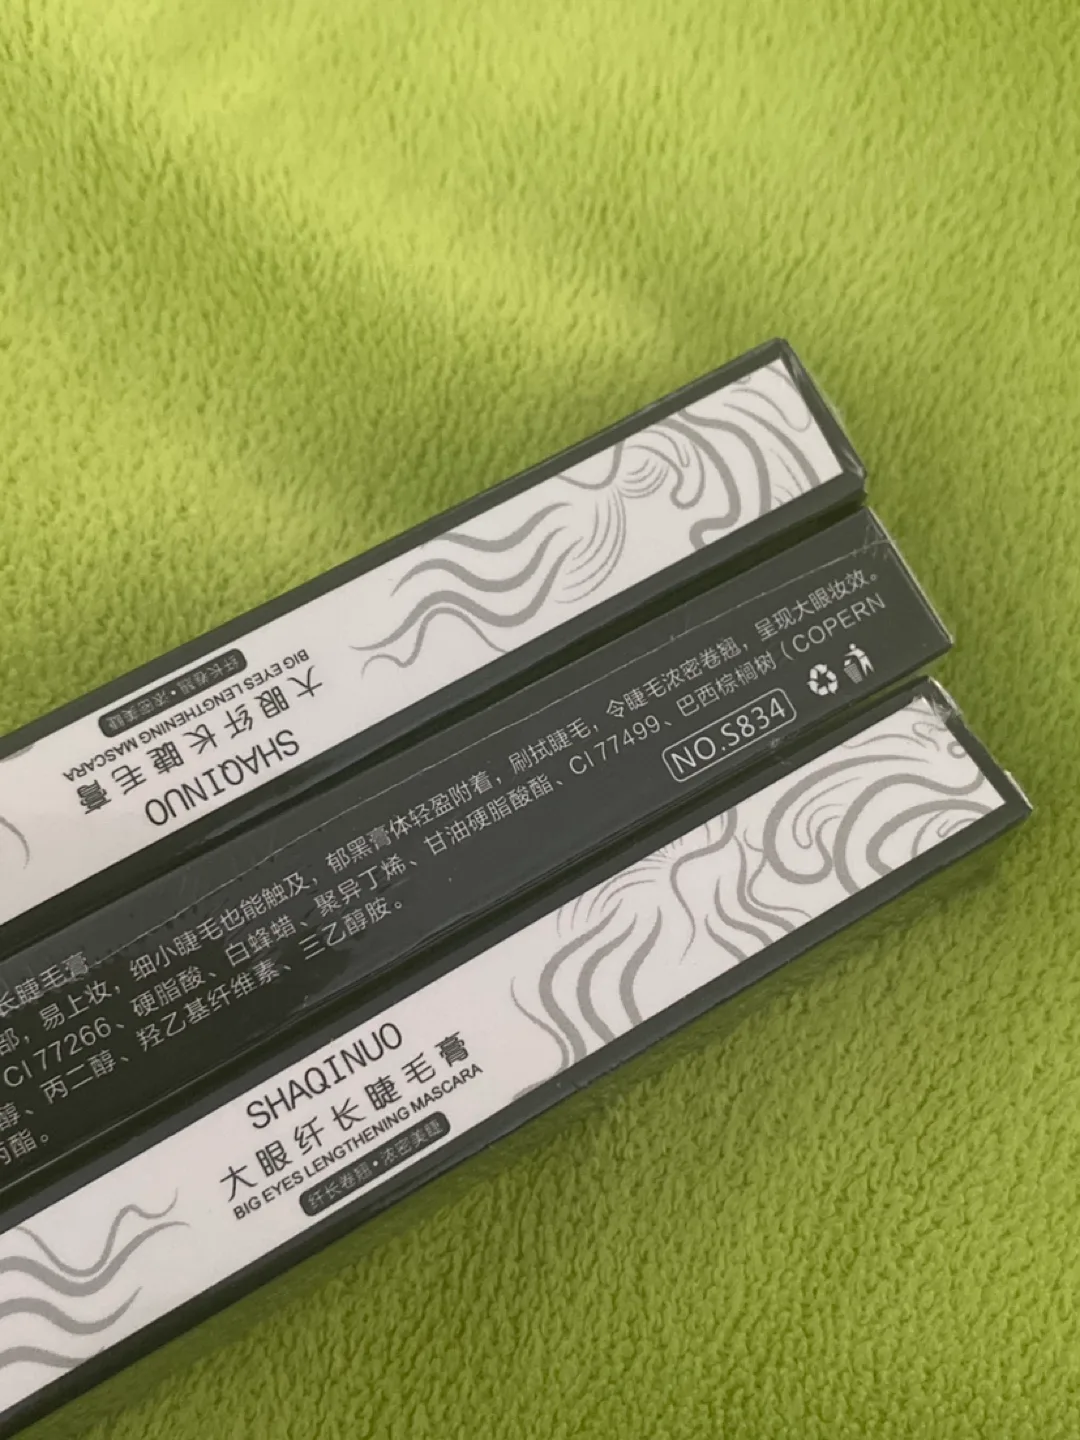 SHAQINUO
大眼纤长睫毛膏
BIG EYES LENGTHENING MASCARA
纤长卷翘•浓密美睫
长睫毛膏
部，易上妆，细小睫毛也能触及，郁黑膏体轻盈附着，刷拭睫毛，令睫毛浓密卷翘，呈现大眼妆效。
CI 77266、硬脂酸、白蜂蜡、聚异丁烯、甘油硬脂酸酯、CI 77499、巴西棕榈树（COPERN
醇、丙二醇、羟乙基纤维素、三乙醇胺。
丙酯。
NO.S834
SHAQINUO
大眼纤长睫毛膏
BIG EYES LENGTHENING MASCARA
纤长卷翘•浓密美睫